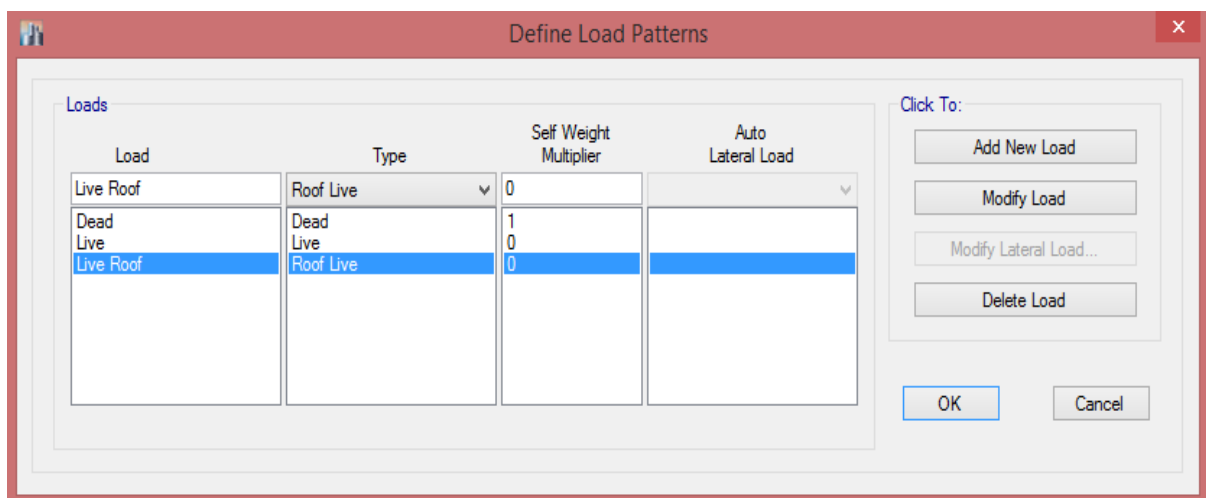 Define Load Patterns
Loads
Click To:
Load
Type
Self Weight
Multiplier
Auto
Lateral Load
Live Roof
Roof Live
0
Dead
Dead
1
Live
Live
0
Live Roof
Roof Live
0
Add New Load
Modify Load
Modify Lateral Load...
Delete Load
OK
Cancel